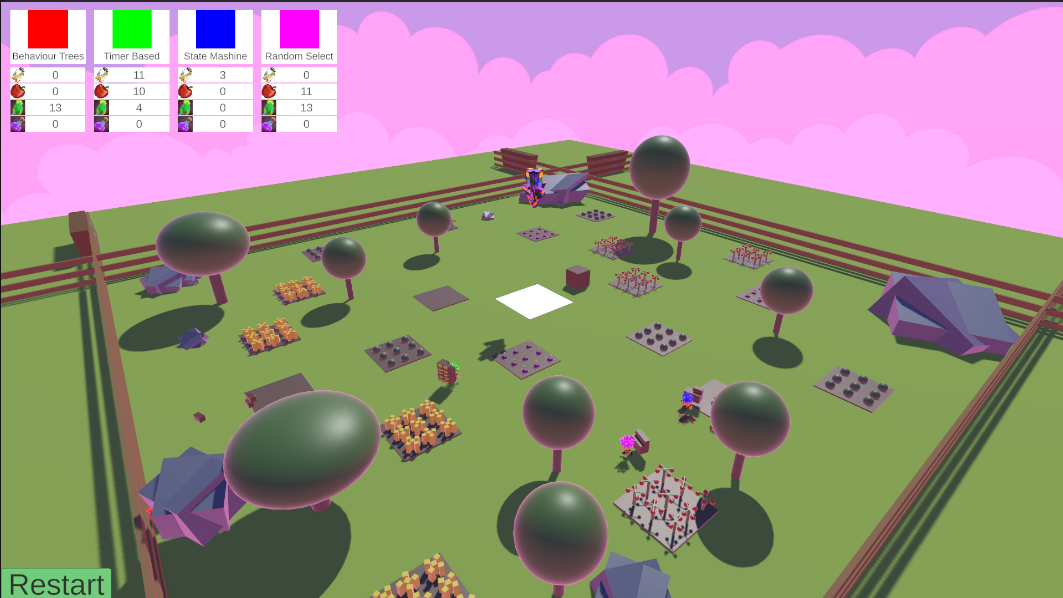 Behaviour Trees Timer Based State Mashine Random Select
0 11 3 0
0 10 0 11
13 4 0 13
0 0 0 0
Restart